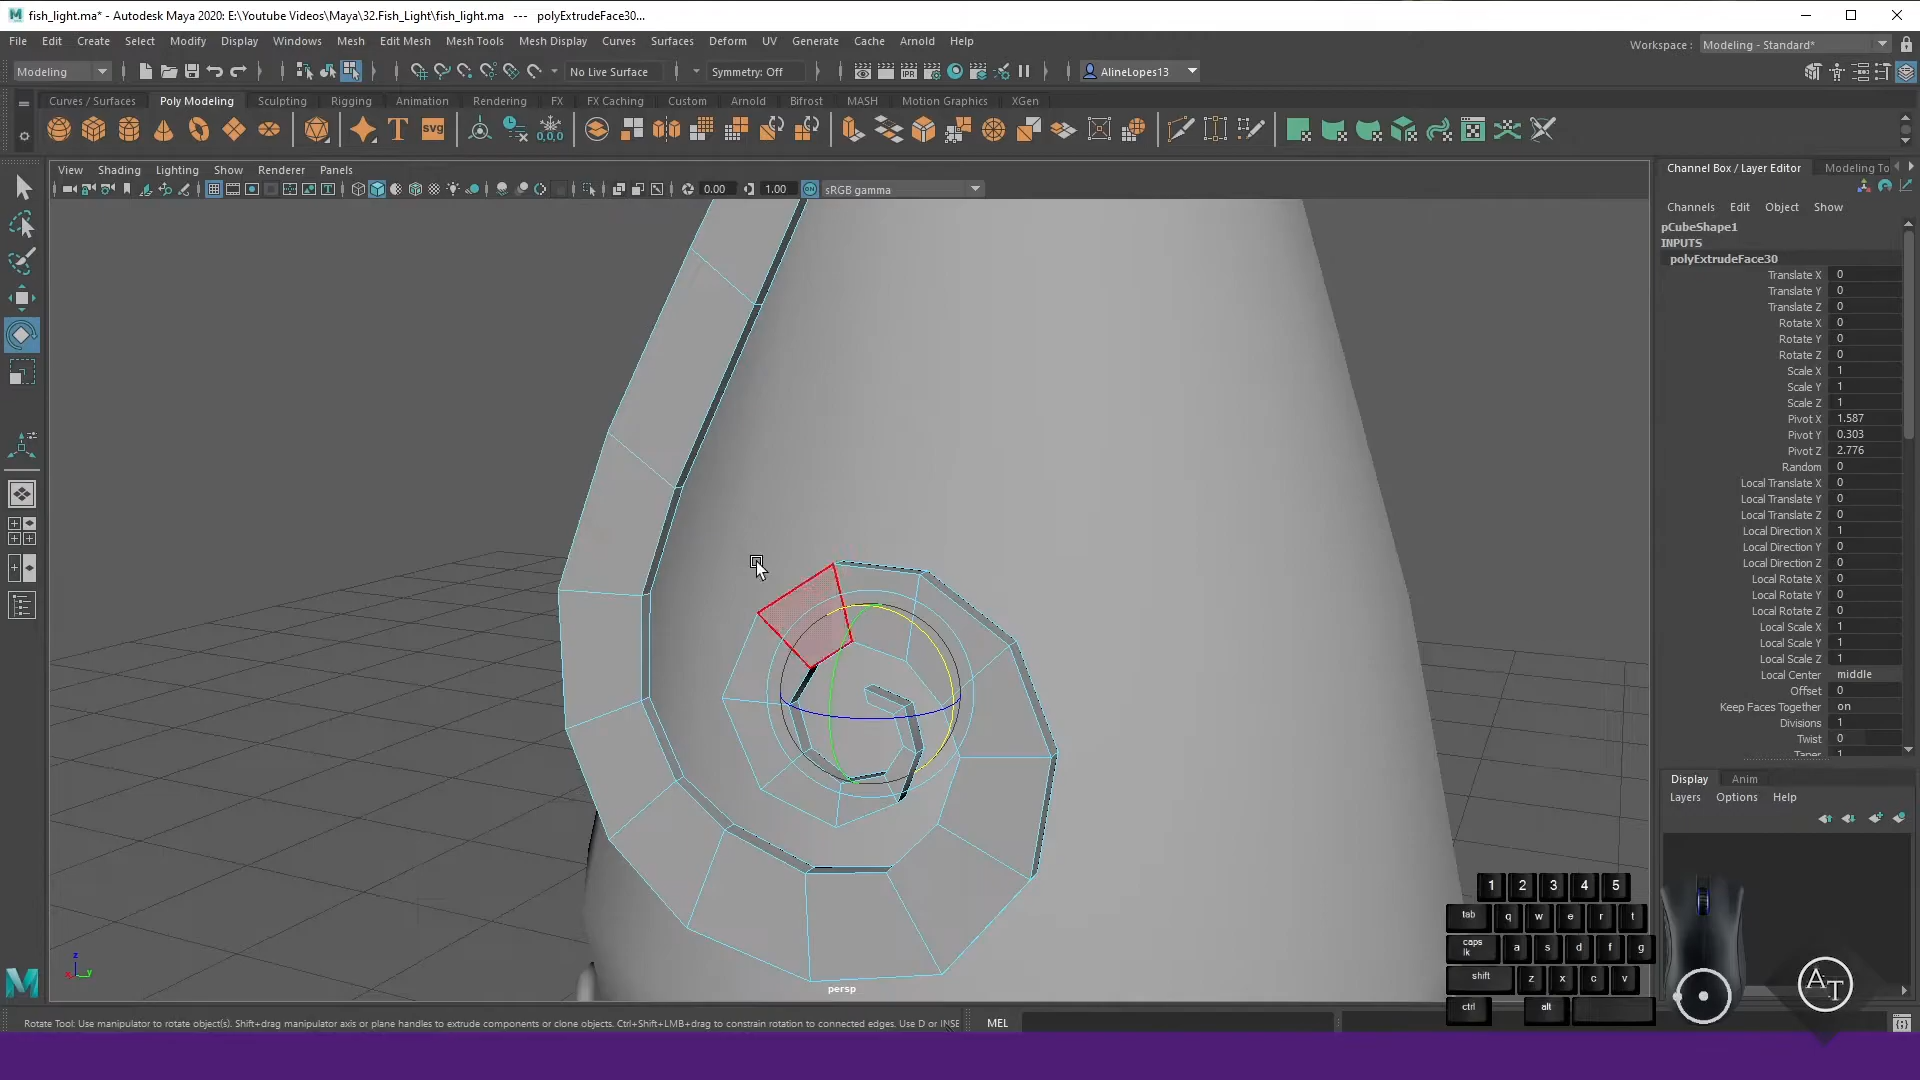 fish_light.ma* - Autodesk Maya 2020: E:\Youtube Videos\Maya\32.Fish_Light\fish_light.ma   ---   polyExtrudeFace30...
File Edit Create Select Modify Display Windows Mesh Edit Mesh Mesh Tools Mesh Display Curves Surfaces Deform UV Generate Cache Arnold Help
Workspace : Modeling - Standard*
Modeling No Live Surface Symmetry: Off IPR AlineLopes13
Curves / Surfaces Poly Modeling Sculpting Rigging Animation Rendering FX FX Caching Custom Arnold Bifrost MASH Motion Graphics XGen
T svg 0,0,0
View Shading Lighting Show Renderer Panels
0.00 1.00 ON sRGB gamma
Channel Box / Layer Editor Modeling To
Channels Edit Object Show
pCubeShape1
INPUTS
polyExtrudeFace30
Translate X 0
Translate Y 0
Translate Z 0
Rotate X 0
Rotate Y 0
Rotate Z 0
Scale X 1
Scale Y 1
Scale Z 1
Pivot X 1.587
Pivot Y 0.303
Pivot Z 2.776
Random 0
Local Translate X 0
Local Translate Y 0
Local Translate Z 0
Local Direction X 1
Local Direction Y 0
Local Direction Z 0
Local Rotate X 0
Local Rotate Y 0
Local Rotate Z 0
Local Scale X 1
Local Scale Y 1
Local Scale Z 1
Local Center middle
Offset 0
Keep Faces Together on
Divisions 1
Twist 0
Taper 1
Display Anim
Layers Options Help
1 2 3 4 5
tab q w e r t
caps lk a s d f g
shift z x c v
ctrl alt
AT
z
x y
persp
M
Rotate Tool: Use manipulator to rotate object(s). Shift+drag manipulator axis or plane handles to extrude components or clone objects. Ctrl+Shift+LMB+drag to constrain rotation to connected edges. Use D or INSE
MEL